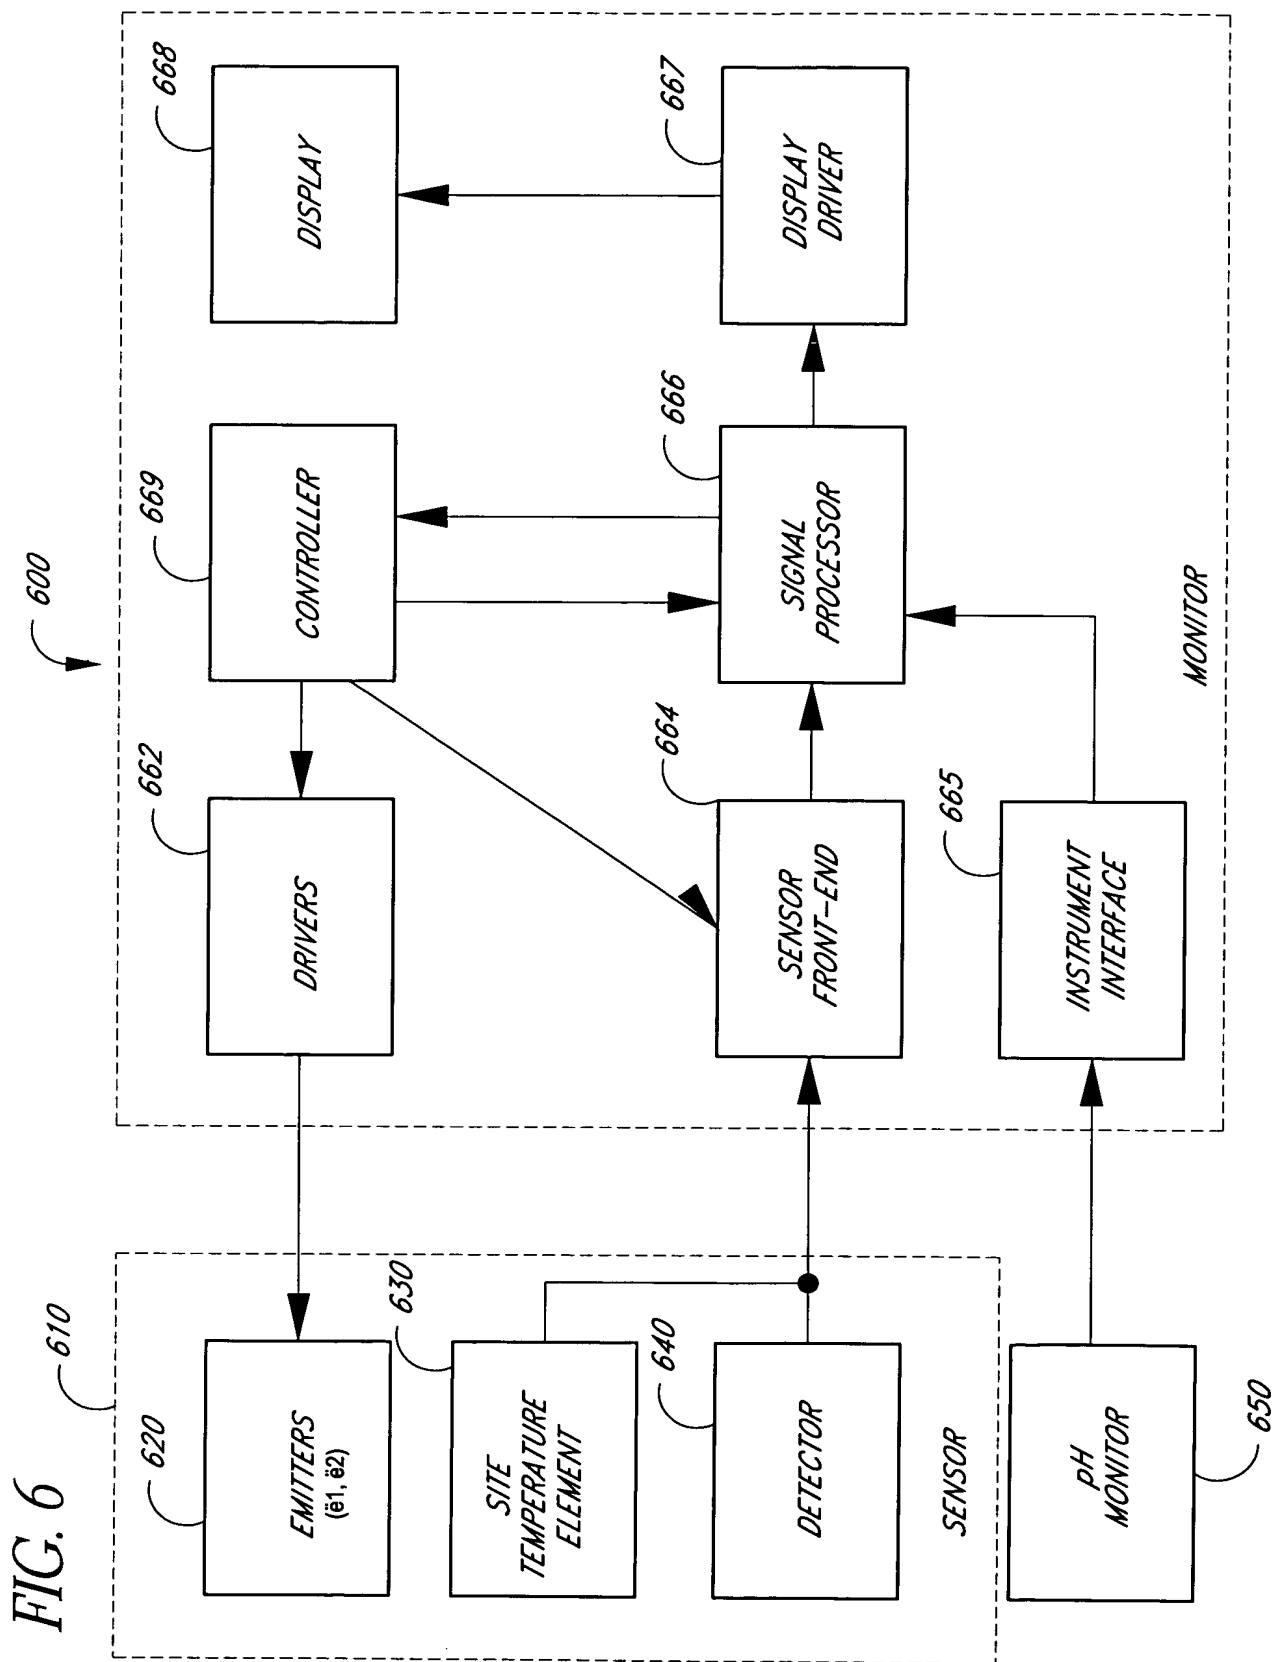 FIG. 6
600
610
620
EMITTERS
(ë1, ë2)
630
SITE
TEMPERATURE
ELEMENT
640
DETECTOR
SENSOR
pH
MONITOR
650
662
DRIVERS
664
SENSOR
FRONT-END
665
INSTRUMENT
INTERFACE
669
CONTROLLER
666
SIGNAL
PROCESSOR
668
DISPLAY
667
DISPLAY
DRIVER
MONITOR